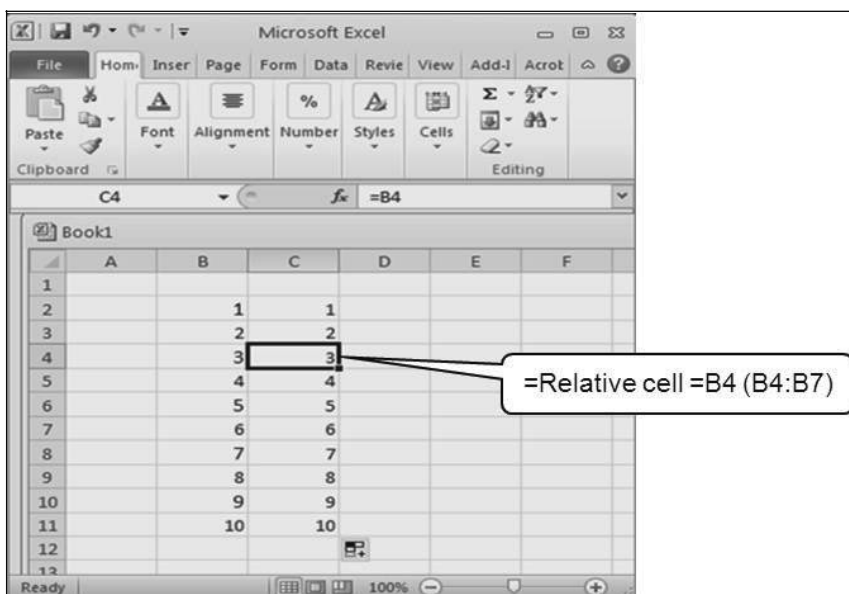 Microsoft Excel
File Hom Inser Page Form Data Revie View Add-I Acrot
Paste Font Alignment Number Styles Cells Σ
Clipboard Editing
C4 fx =B4
Book1
A B C D E F
1
2 1 1
3 2 2
4 3 3
5 4 4
6 5 5
7 6 6
8 7 7
9 8 8
10 9 9
11 10 10
12
13
=Relative cell =B4 (B4:B7)
Ready 100%